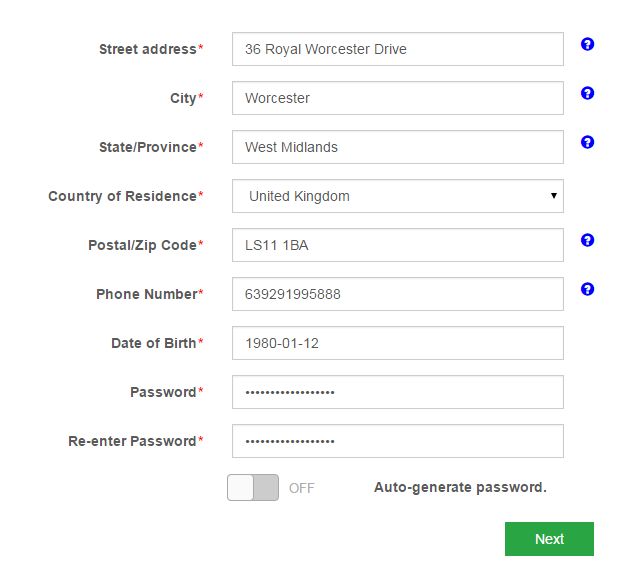 Street address* 36 Royal Worcester Drive ?
City* Worcester ?
State/Province* West Midlands ?
Country of Residence* United Kingdom ▼
Postal/Zip Code* LS11 1BA ?
Phone Number* 639291995888 ?
Date of Birth* 1980-01-12
Password* ••••••••••••••••••
Re-enter Password* ••••••••••••••••••
OFF Auto-generate password.
Next